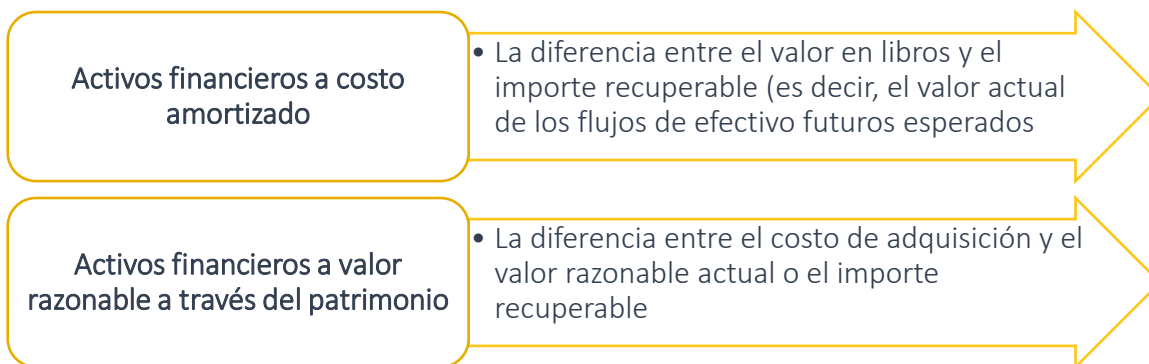 Activos financieros a costo
amortizado
• La diferencia entre el valor en libros y el
importe recuperable (es decir, el valor actual
de los flujos de efectivo futuros esperados
Activos financieros a valor
razonable a través del patrimonio
• La diferencia entre el costo de adquisición y el
valor razonable actual o el importe
recuperable